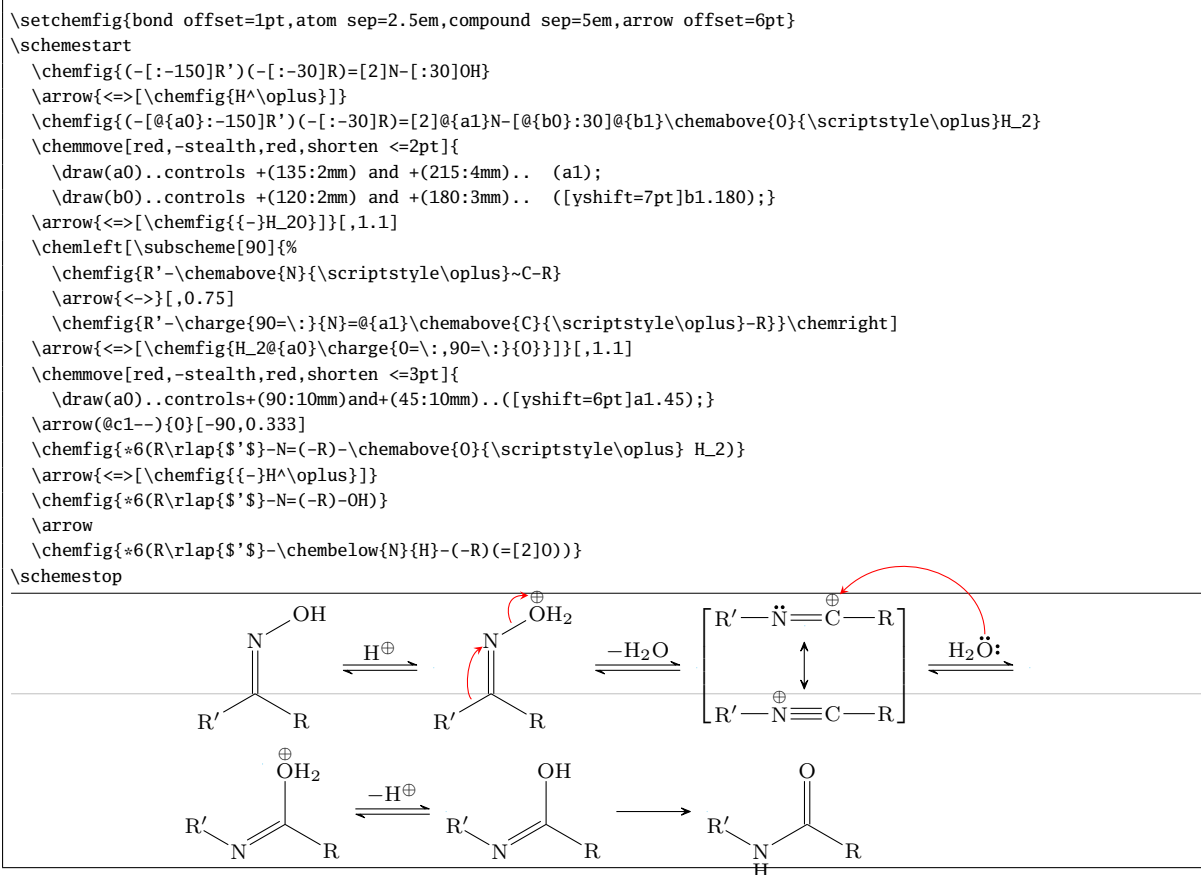 \setchemfig{bond offset=1pt,atom sep=2.5em,compound sep=5em,arrow offset=6pt}
\schemestart
\chemfig{(-[:-150]R')(-[:-30]R)=[2]N-[:30]OH}
\arrow{<=>[\chemfig{H^\oplus}]}
\chemfig{(-[@{a0}:-150]R')(-[:-30]R)=[2]@{a1}N-[@{b0}:30]@{b1}\chemabove{O}{\scriptstyle\oplus}H_2}
\chemmove[red,-stealth,red,shorten <=2pt]{
\draw(a0)..controls +(135:2mm) and +(215:4mm).. (a1);
\draw(b0)..controls +(120:2mm) and +(180:3mm).. ([yshift=7pt]b1.180);}
\arrow{<=>[\chemfig{{-}H_2O}]}[,1.1]
\chemleft[\subscheme[90]{%
\chemfig{R'-\chemabove{N}{\scriptstyle\oplus}~C-R}
\arrow{<->}[,0.75]
\chemfig{R'-\charge{90=\:}{N}=@{a1}\chemabove{C}{\scriptstyle\oplus}-R}}\chemright]
\arrow{<=>[\chemfig{H_2@{a0}\charge{0=\:,90=\:}{O}}]}[,1.1]
\chemmove[red,-stealth,red,shorten <=3pt]{
\draw(a0)..controls+(90:10mm)and+(45:10mm)..([yshift=6pt]a1.45);}
\arrow(@c1--){0}[-90,0.333]
\chemfig{*6(R\rlap{$'$}-N=(-R)-\chemabove{O}{\scriptstyle\oplus} H_2)}
\arrow{<=>[\chemfig{{-}H^\oplus}]}
\chemfig{*6(R\rlap{$'$}-N=(-R)-OH)}
\arrow
\chemfig{*6(R\rlap{$'$}-\chembelow{N}{H}-(-R)(=[2]O))}
\schemestop
OH ⊕ ⊕
N H⊕ N OH₂ −H₂O R′ N̈ C R H₂Ö:
⊕
R′ R R′ R R′ N C R
⊕
OH₂ OH O
R′ −H⊕ R′ R′
N R N R N R
H